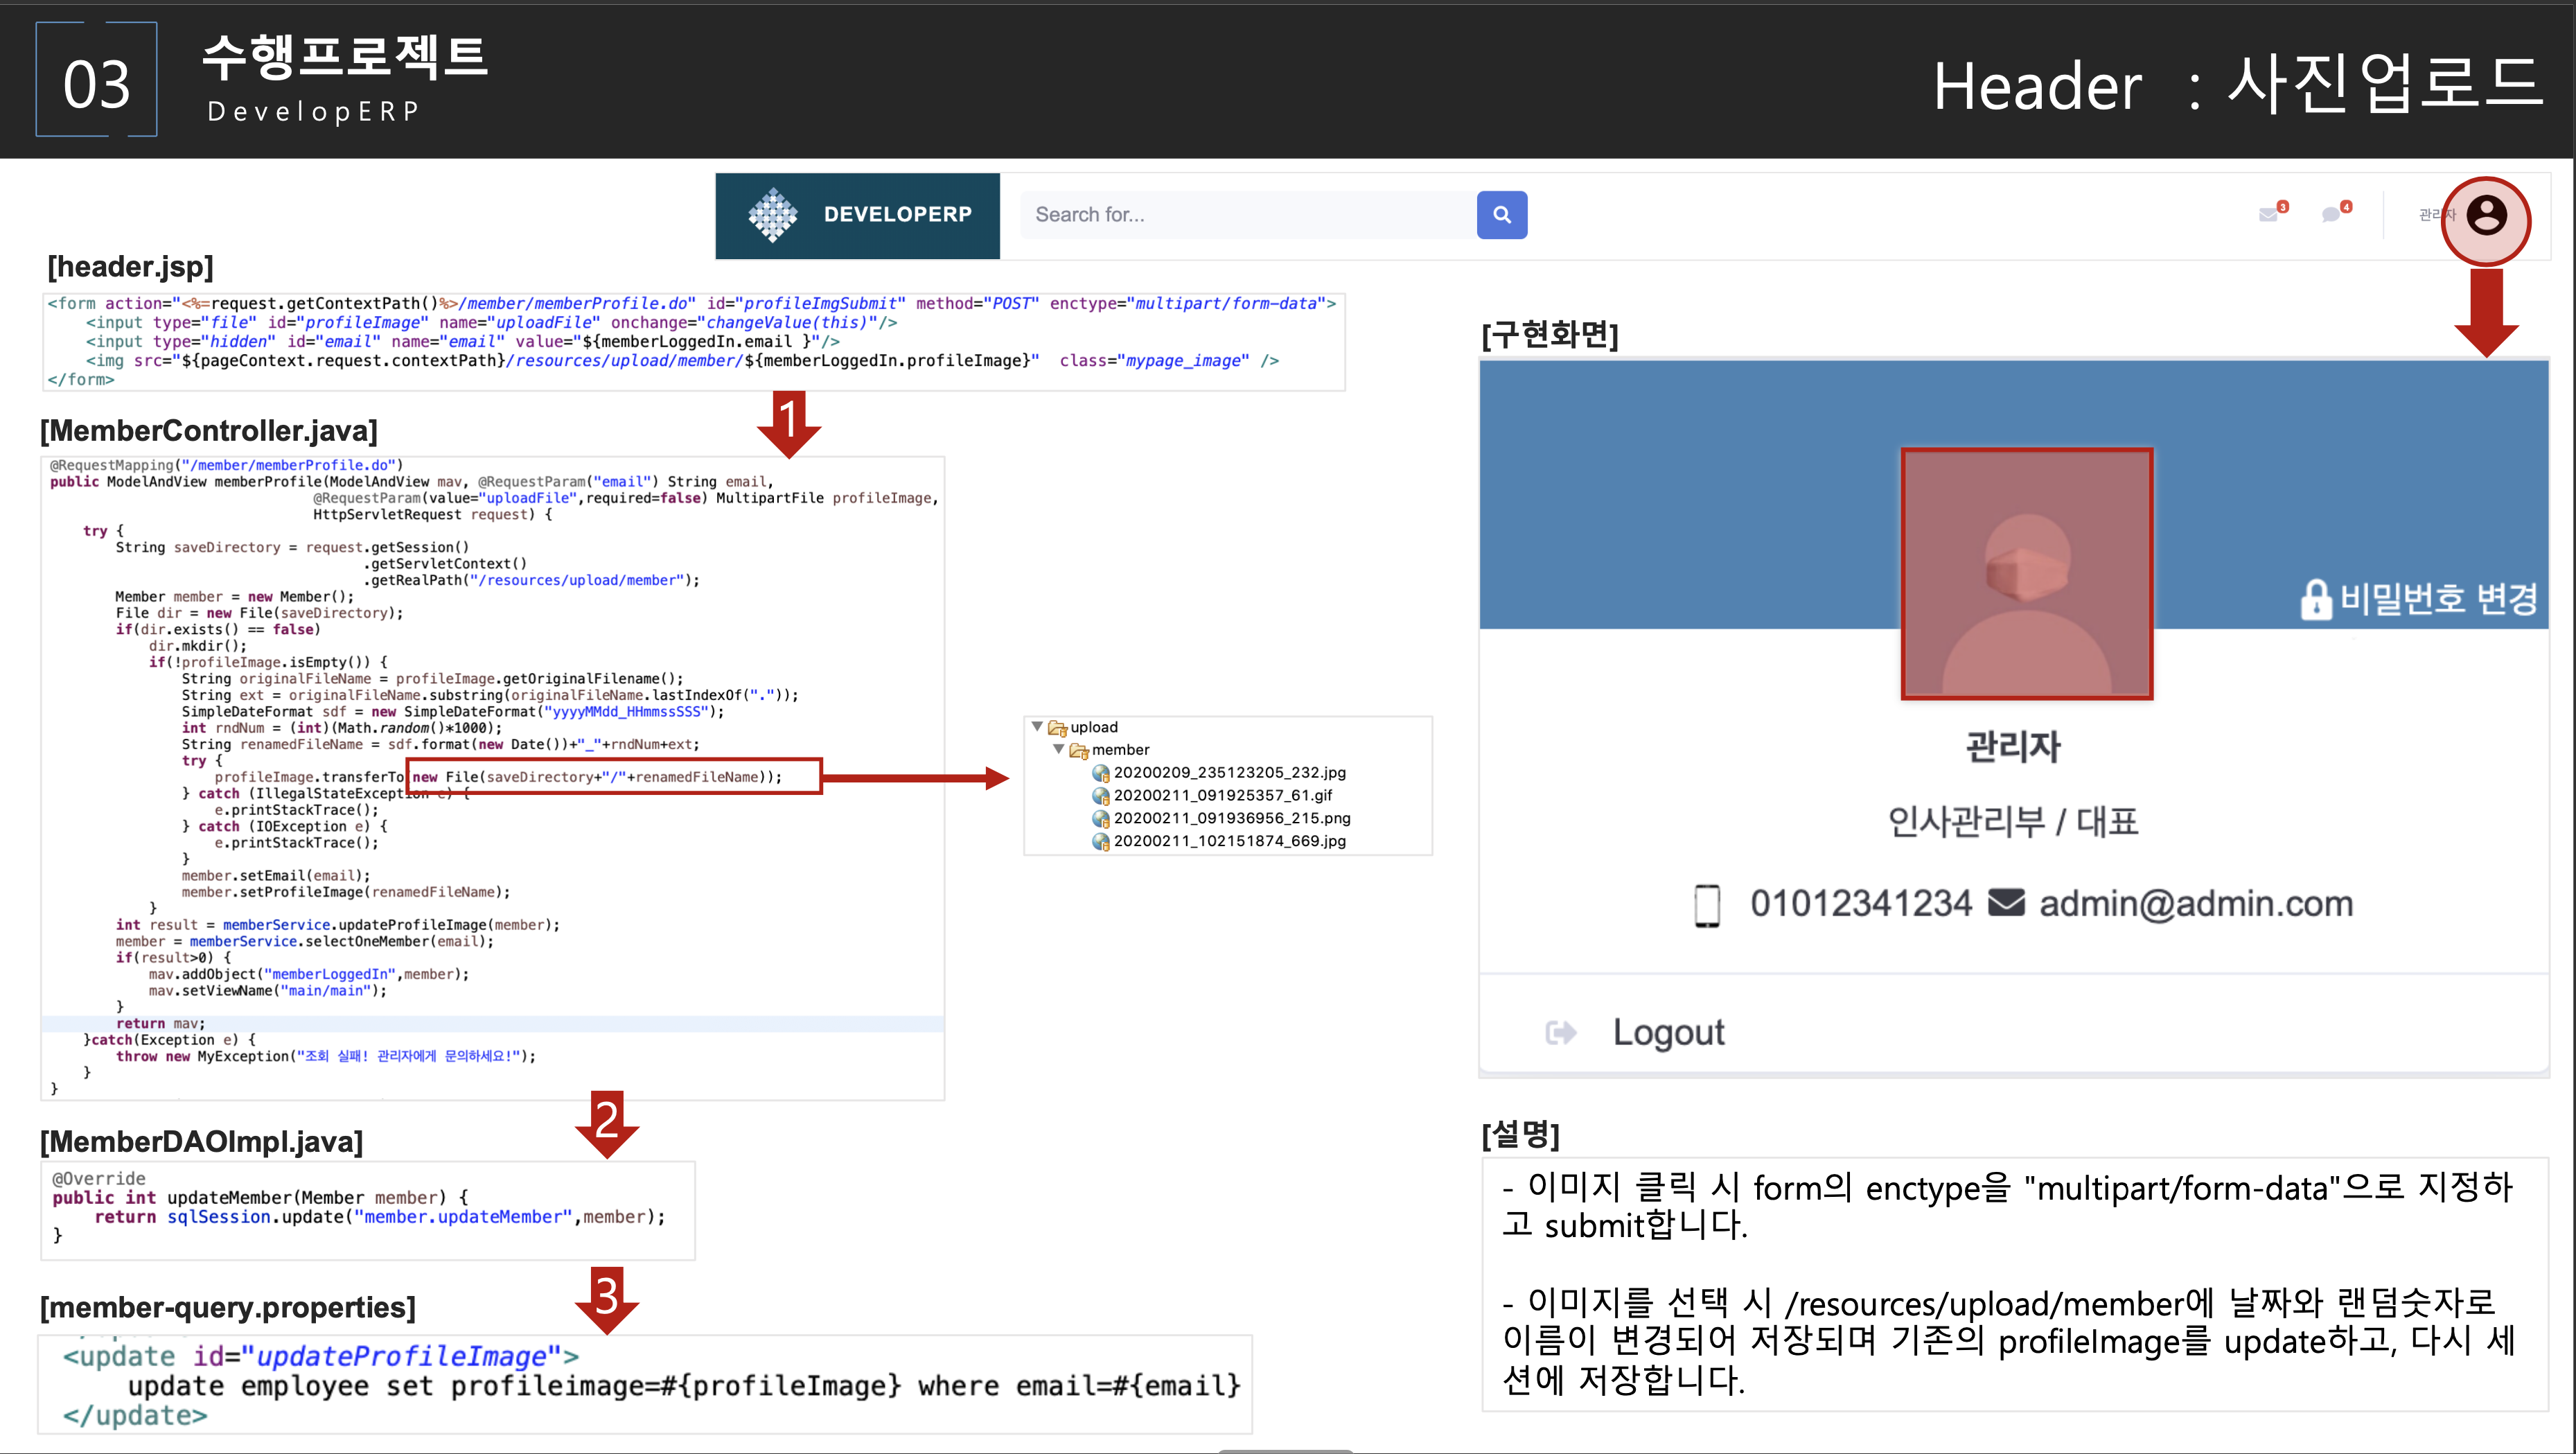 03
수행프로젝트
DevelopERP
Header : 사진업로드
DEVELOPERP
Search for...
3
4
[header.jsp]
<form action="<%=request.getContextPath()%>/member/memberProfile.do" id="profileImgSubmit" method="POST" enctype="multipart/form-data">
    <input type="file" id="profileImage" name="uploadFile" onchange="changeValue(this)"/>
    <input type="hidden" id="email" name="email" value="${memberLoggedIn.email }"/>
    <img src="${pageContext.request.contextPath}/resources/upload/member/${memberLoggedIn.profileImage}"  class="mypage_image" />
</form>
1
[MemberController.java]
@RequestMapping("/member/memberProfile.do")
public ModelAndView memberProfile(ModelAndView mav, @RequestParam("email") String email,
                                @RequestParam(value="uploadFile",required=false) MultipartFile profileImage,
                                HttpServletRequest request) {
    try {
        String saveDirectory = request.getSession()
                                      .getServletContext()
                                      .getRealPath("/resources/upload/member");
        Member member = new Member();
        File dir = new File(saveDirectory);
        if(dir.exists() == false)
            dir.mkdir();
            if(!profileImage.isEmpty()) {
                String originalFileName = profileImage.getOriginalFilename();
                String ext = originalFileName.substring(originalFileName.lastIndexOf("."));
                SimpleDateFormat sdf = new SimpleDateFormat("yyyyMMdd_HHmmssSSS");
                int rndNum = (int)(Math.random()*1000);
                String renamedFileName = sdf.format(new Date())+"_"+rndNum+ext;
                try {
                    profileImage.transferTo(new File(saveDirectory+"/"+renamedFileName));
                } catch (IllegalStateException e) {
                    e.printStackTrace();
                } catch (IOException e) {
                    e.printStackTrace();
                }
                member.setEmail(email);
                member.setProfileImage(renamedFileName);
            }
        int result = memberService.updateProfileImage(member);
        member = memberService.selectOneMember(email);
        if(result>0) {
            mav.addObject("memberLoggedIn",member);
            mav.setViewName("main/main");
        }
        return mav;
    }catch(Exception e) {
        throw new MyException("조회 실패! 관리자에게 문의하세요!");
    }
}
upload
member
20200209_235123205_232.jpg
20200211_091925357_61.gif
20200211_091936956_215.png
20200211_102151874_669.jpg
2
[MemberDAOImpl.java]
@Override
public int updateMember(Member member) {
    return sqlSession.update("member.updateMember",member);
}
3
[member-query.properties]
<update id="updateProfileImage">
    update employee set profileimage=#{profileImage} where email=#{email}
</update>
관리자
[구현화면]
비밀번호 변경
관리자
인사관리부 / 대표
01012341234 admin@admin.com
Logout
[설명]
- 이미지 클릭 시 form의 enctype을 "multipart/form-data"으로 지정하
고 submit합니다.
- 이미지를 선택 시 /resources/upload/member에 날짜와 랜덤숫자로
이름이 변경되어 저장되며 기존의 profileImage를 update하고, 다시 세
션에 저장합니다.